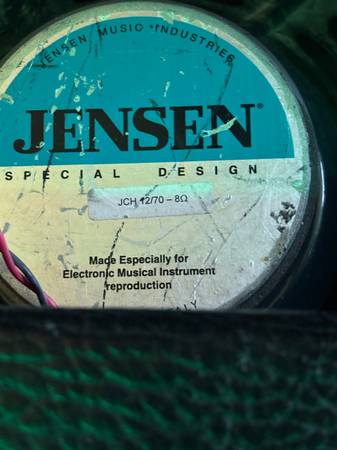 JENSEN MUSIC INDUSTRIES
JENSEN®
SPECIAL DESIGN
JCH 12/70 – 8Ω
Made Especially for
Electronic Musical Instrument
reproduction